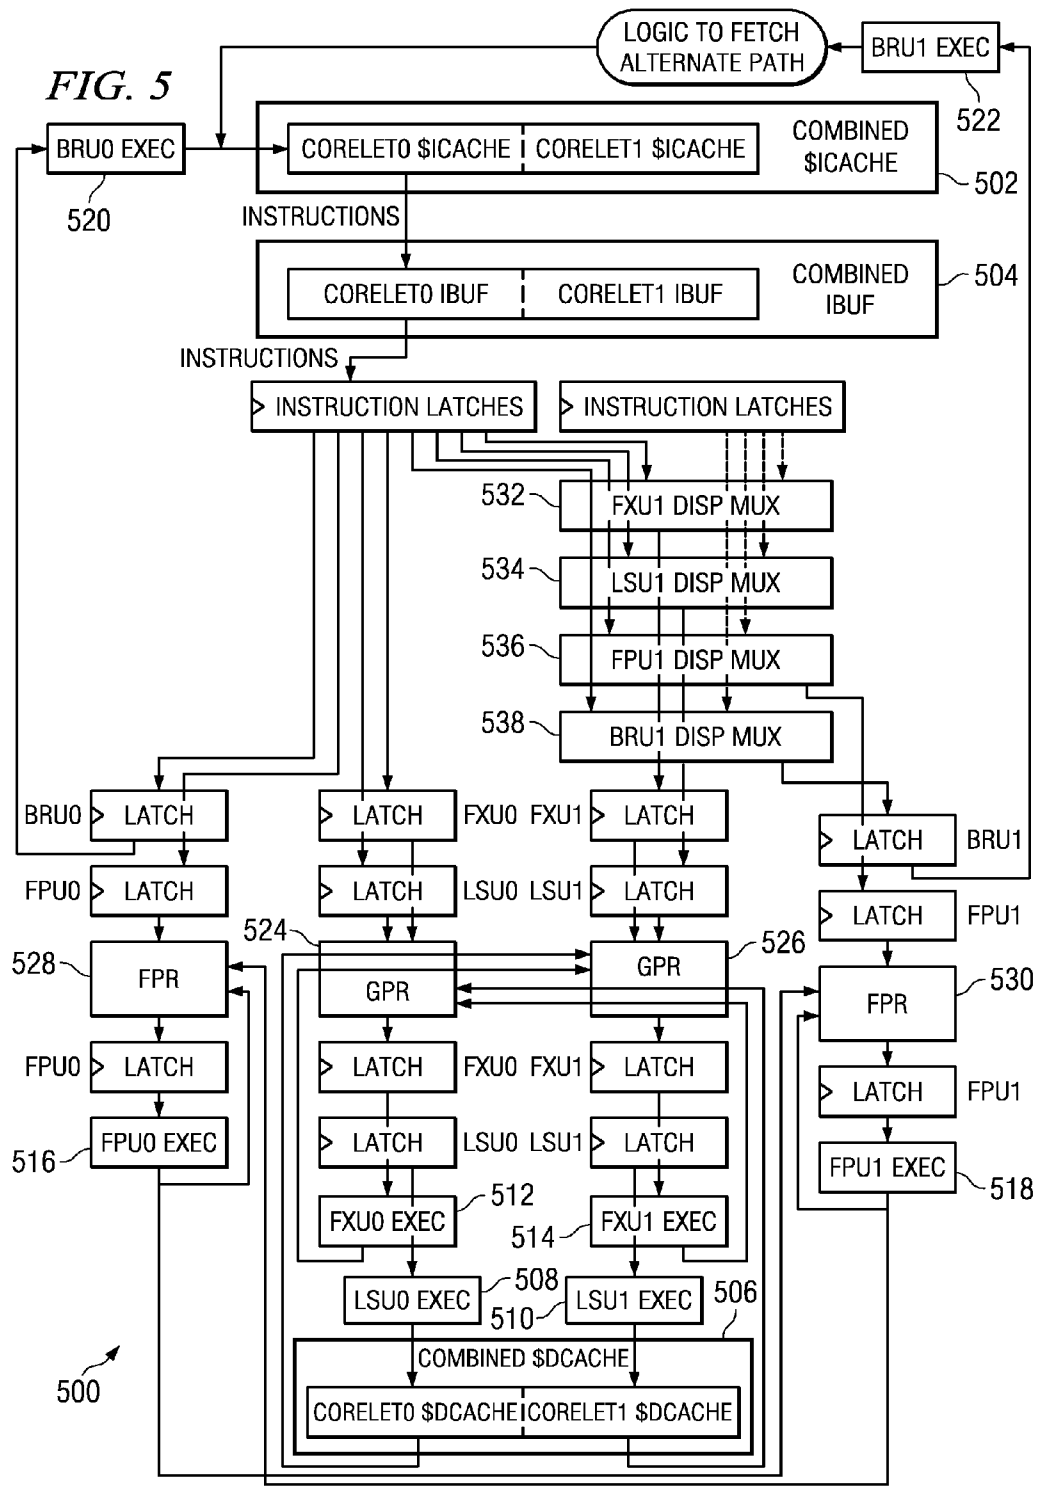 LOGIC TO FETCH
ALTERNATE PATH
BRU1 EXEC
522
FIG. 5
BRU0 EXEC
520
CORELET0 $ICACHE
CORELET1 $ICACHE
COMBINED
$ICACHE
502
INSTRUCTIONS
CORELET0 IBUF
CORELET1 IBUF
COMBINED
IBUF
504
INSTRUCTIONS
INSTRUCTION LATCHES
INSTRUCTION LATCHES
532
FXU1 DISP MUX
534
LSU1 DISP MUX
536
FPU1 DISP MUX
538
BRU1 DISP MUX
BRU0
LATCH
LATCH
FXU0
FXU1
LATCH
LATCH
BRU1
FPU0
LATCH
LATCH
LSU0
LSU1
LATCH
LATCH
FPU1
528
FPR
524
GPR
GPR
526
FPR
530
FPU0
LATCH
LATCH
FXU0
FXU1
LATCH
LATCH
FPU1
516
FPU0 EXEC
LATCH
LSU0
LSU1
LATCH
FPU1 EXEC
518
FXU0 EXEC
512
514
FXU1 EXEC
LSU0 EXEC
508
510
LSU1 EXEC
506
COMBINED $DCACHE
CORELET0 $DCACHE
CORELET1 $DCACHE
500